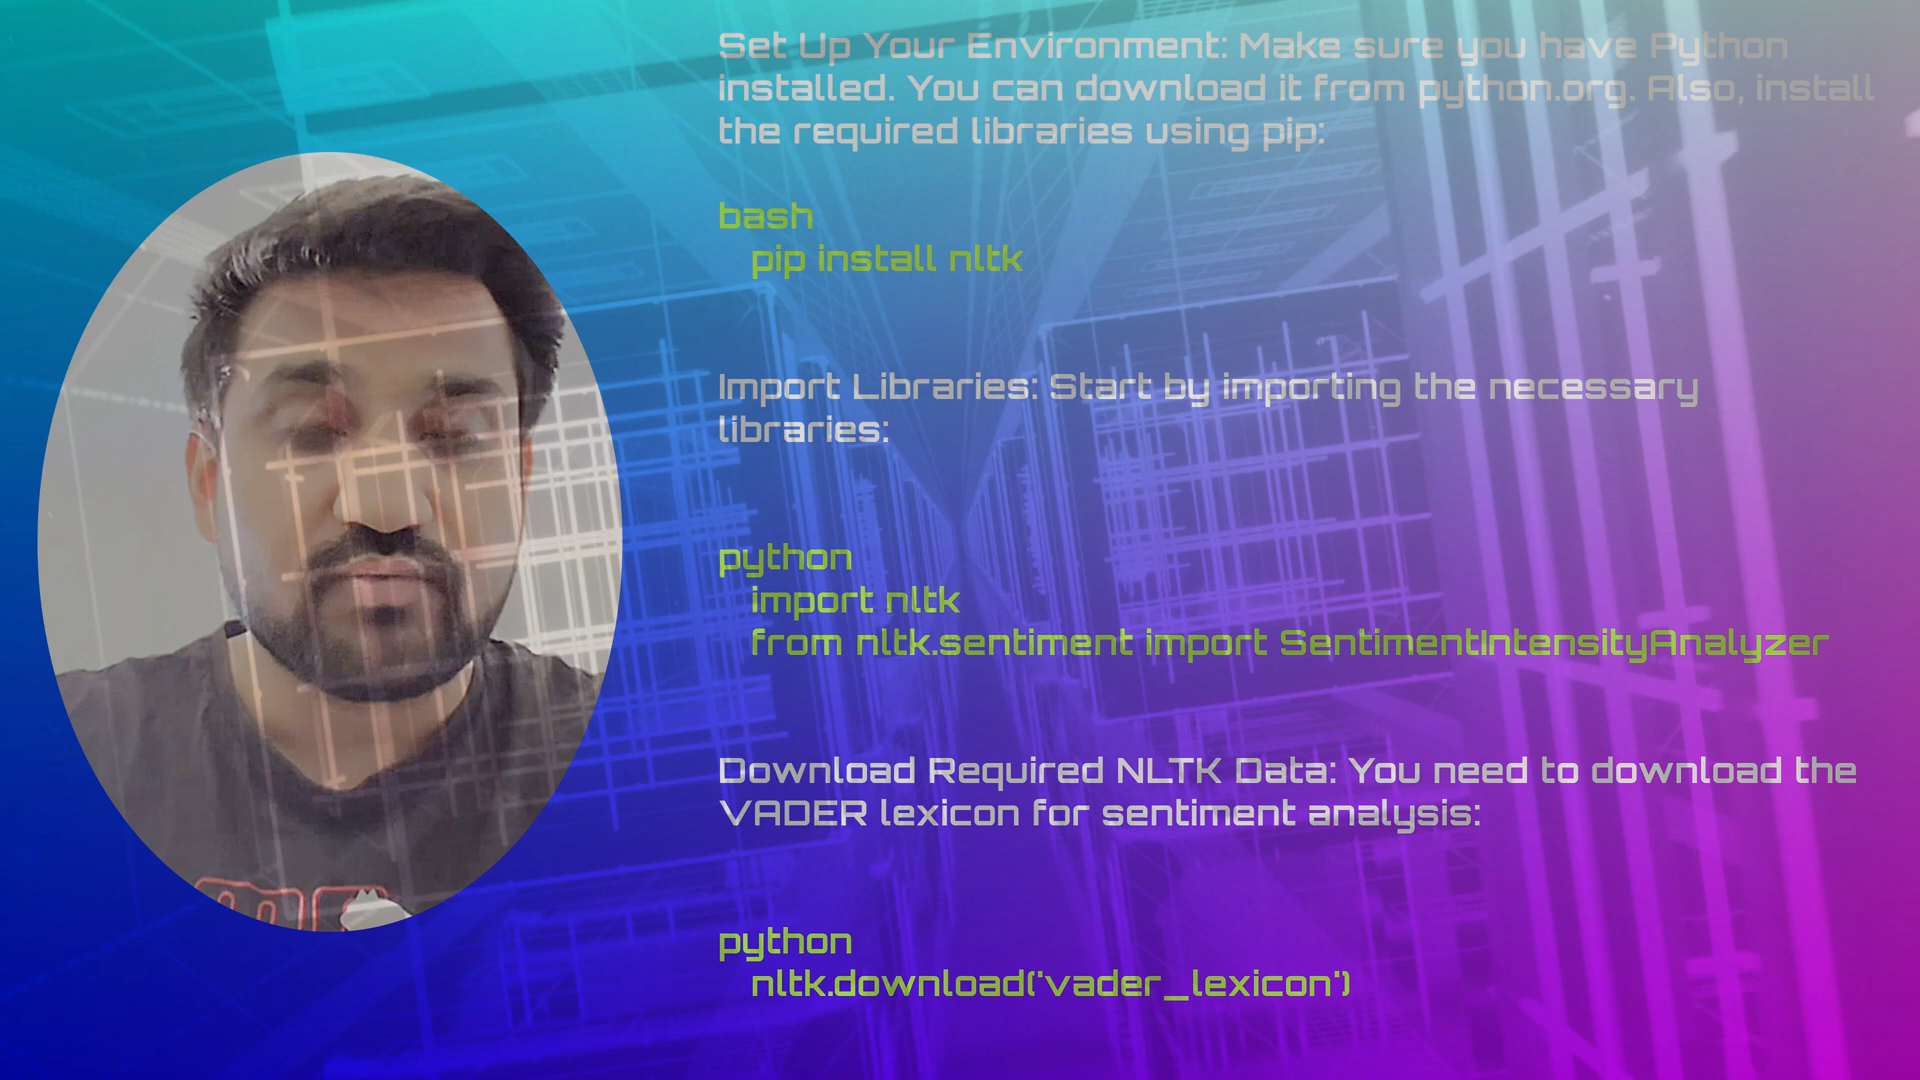 Set Up Your Environment: Make sure you have Python
installed. You can download it from python.org. Also, install
the required libraries using pip:
bash
pip install nltk
Import Libraries: Start by importing the necessary
libraries:
python
import nltk
from nltk.sentiment import SentimentIntensityAnalyzer
Download Required NLTK Data: You need to download the
VADER lexicon for sentiment analysis:
python
nltk.download('vader_lexicon')